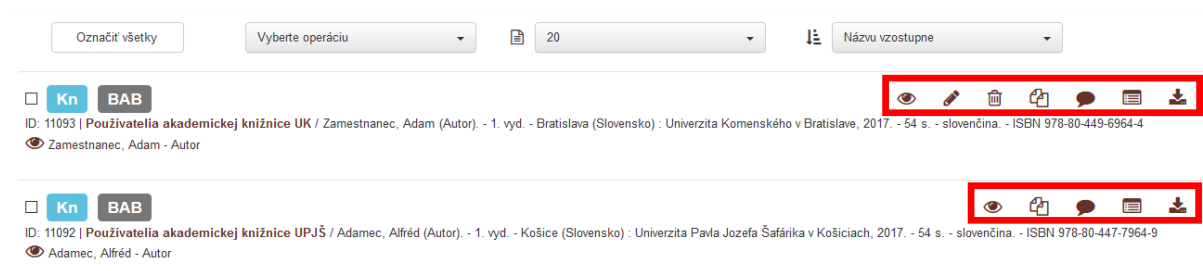 Označiť všetky Vyberte operáciu 20 Názvu vzostupne
Kn BAB
ID: 11093 | Používatelia akademickej knižnice UK / Zamestnanec, Adam (Autor). - 1. vyd. - Bratislava (Slovensko) : Univerzita Komenského v Bratislave, 2017. - 54 s. - slovenčina. - ISBN 978-80-449-6964-4
Zamestnanec, Adam - Autor
Kn BAB
ID: 11092 | Používatelia akademickej knižnice UPJŠ / Adamec, Alfréd (Autor). - 1. vyd. - Košice (Slovensko) : Univerzita Pavla Jozefa Šafárika v Košiciach, 2017. - 54 s. - slovenčina. - ISBN 978-80-447-7964-9
Adamec, Alfréd - Autor